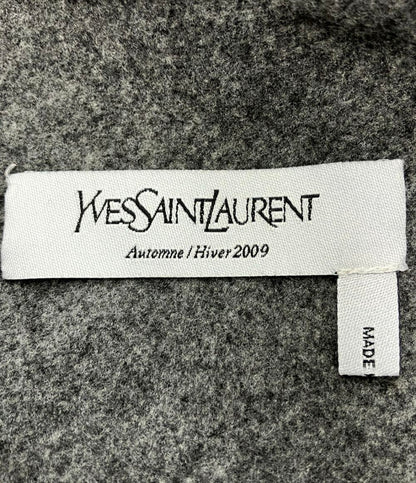 YVESSAINTLAURENT
Automne / Hiver 2009
MADE